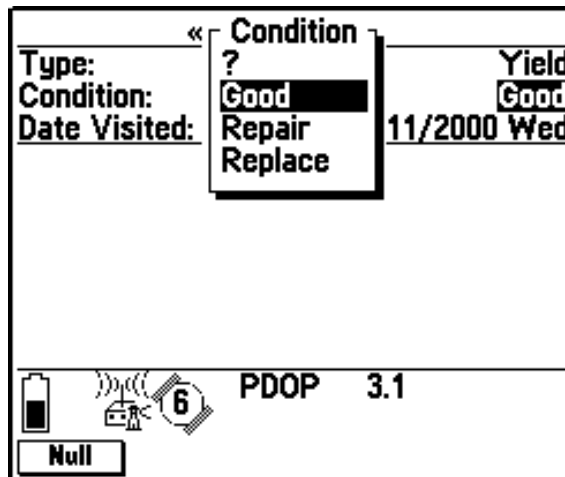 « Condition
Type: ? Yield
Condition: Good Good
Date Visited: Repair 11/2000 Wed
Replace
6 PDOP 3.1
Null